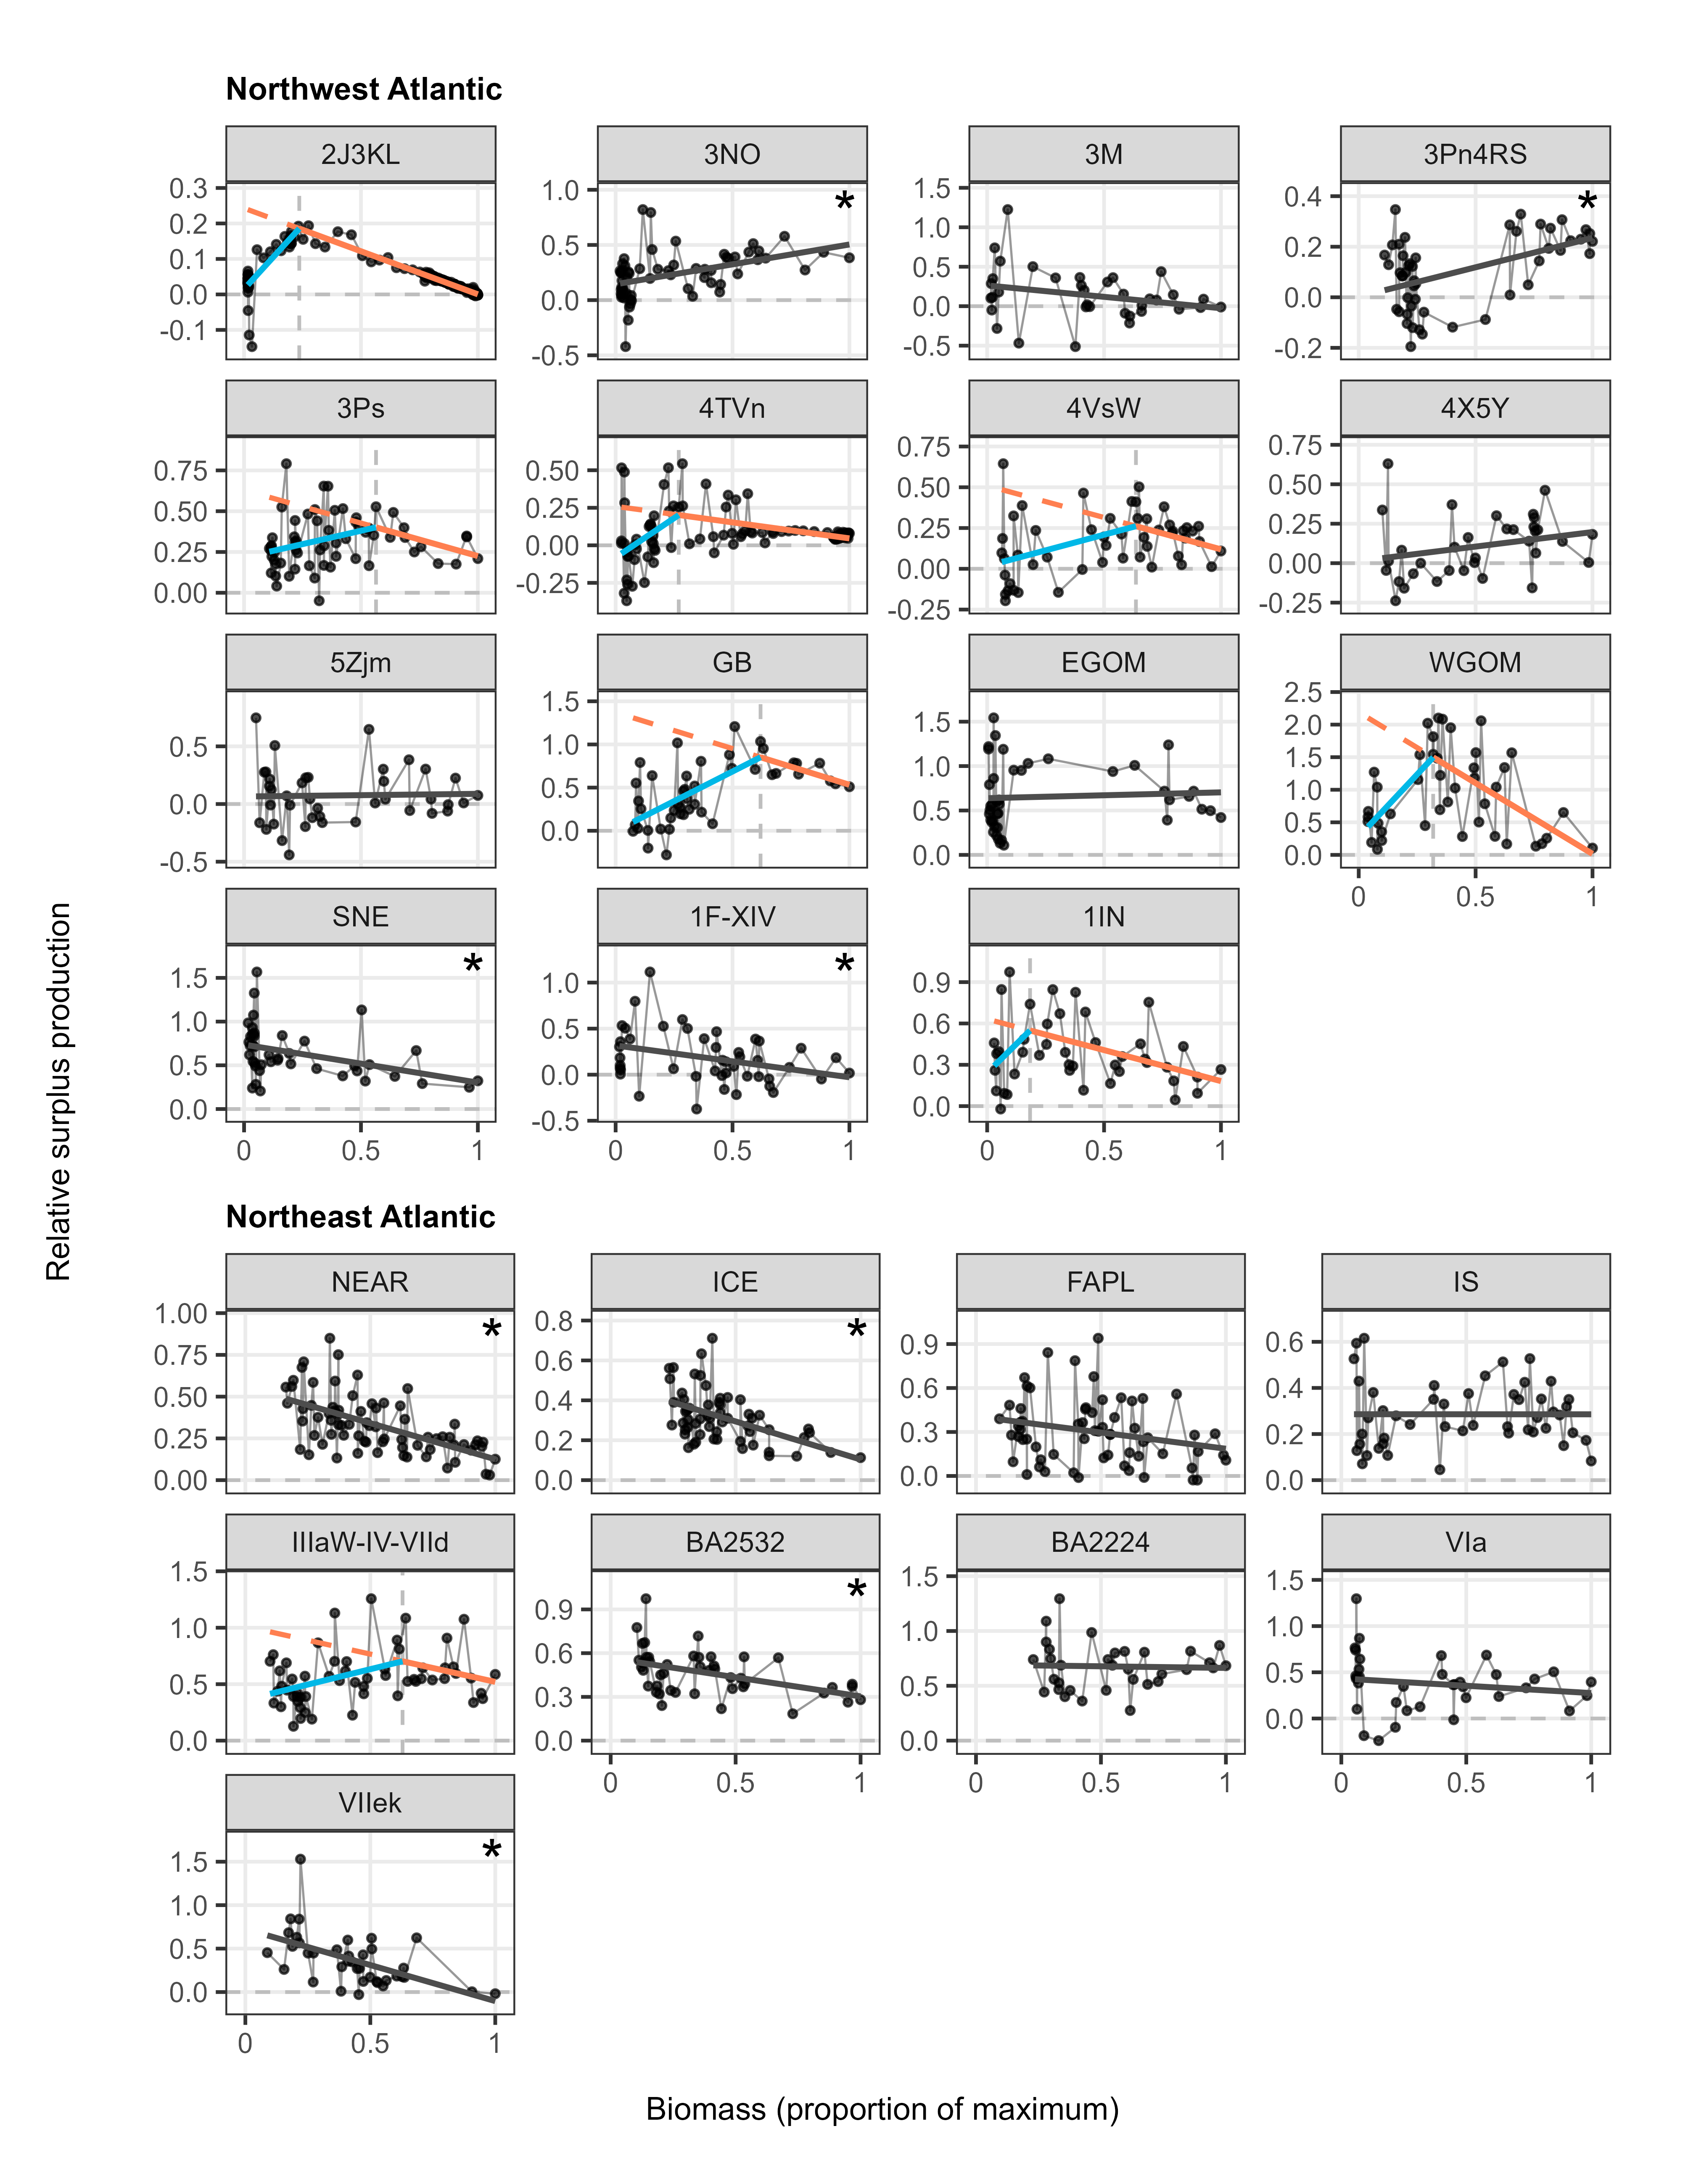 Northwest Atlantic
2J3KL 3NO 3M 3Pn4RS
0.3 0.2 0.1 0.0 -0.1
1.0 0.5 0.0 -0.5
1.5 1.0 0.5 0.0 -0.5
0.4 0.2 0.0 -0.2
* *
3Ps 4TVn 4VsW 4X5Y
0.75 0.50 0.25 0.00
0.50 0.25 0.00 -0.25
0.75 0.50 0.25 0.00 -0.25
0.75 0.50 0.25 0.00 -0.25
5Zjm GB EGOM WGOM
0.5 0.0 -0.5
1.5 1.0 0.5 0.0
1.5 1.0 0.5 0.0
2.5 2.0 1.5 1.0 0.5 0.0
0 0.5 1
SNE 1F-XIV 1IN
1.5 1.0 0.5 0.0
1.0 0.5 0.0 -0.5
0.9 0.6 0.3 0.0
* *
0 0.5 1 0 0.5 1 0 0.5 1
Relative surplus production
Northeast Atlantic
NEAR ICE FAPL IS
1.00 0.75 0.50 0.25 0.00
0.8 0.6 0.4 0.2 0.0
0.9 0.6 0.3 0.0
0.6 0.4 0.2 0.0
* *
IIIaW-IV-VIId BA2532 BA2224 VIa
1.5 1.0 0.5 0.0
0.9 0.6 0.3 0.0
1.5 1.0 0.5 0.0
1.5 1.0 0.5 0.0
*
0 0.5 1 0 0.5 1 0 0.5 1
VIIek
1.5 1.0 0.5 0.0
*
0 0.5 1
Biomass (proportion of maximum)